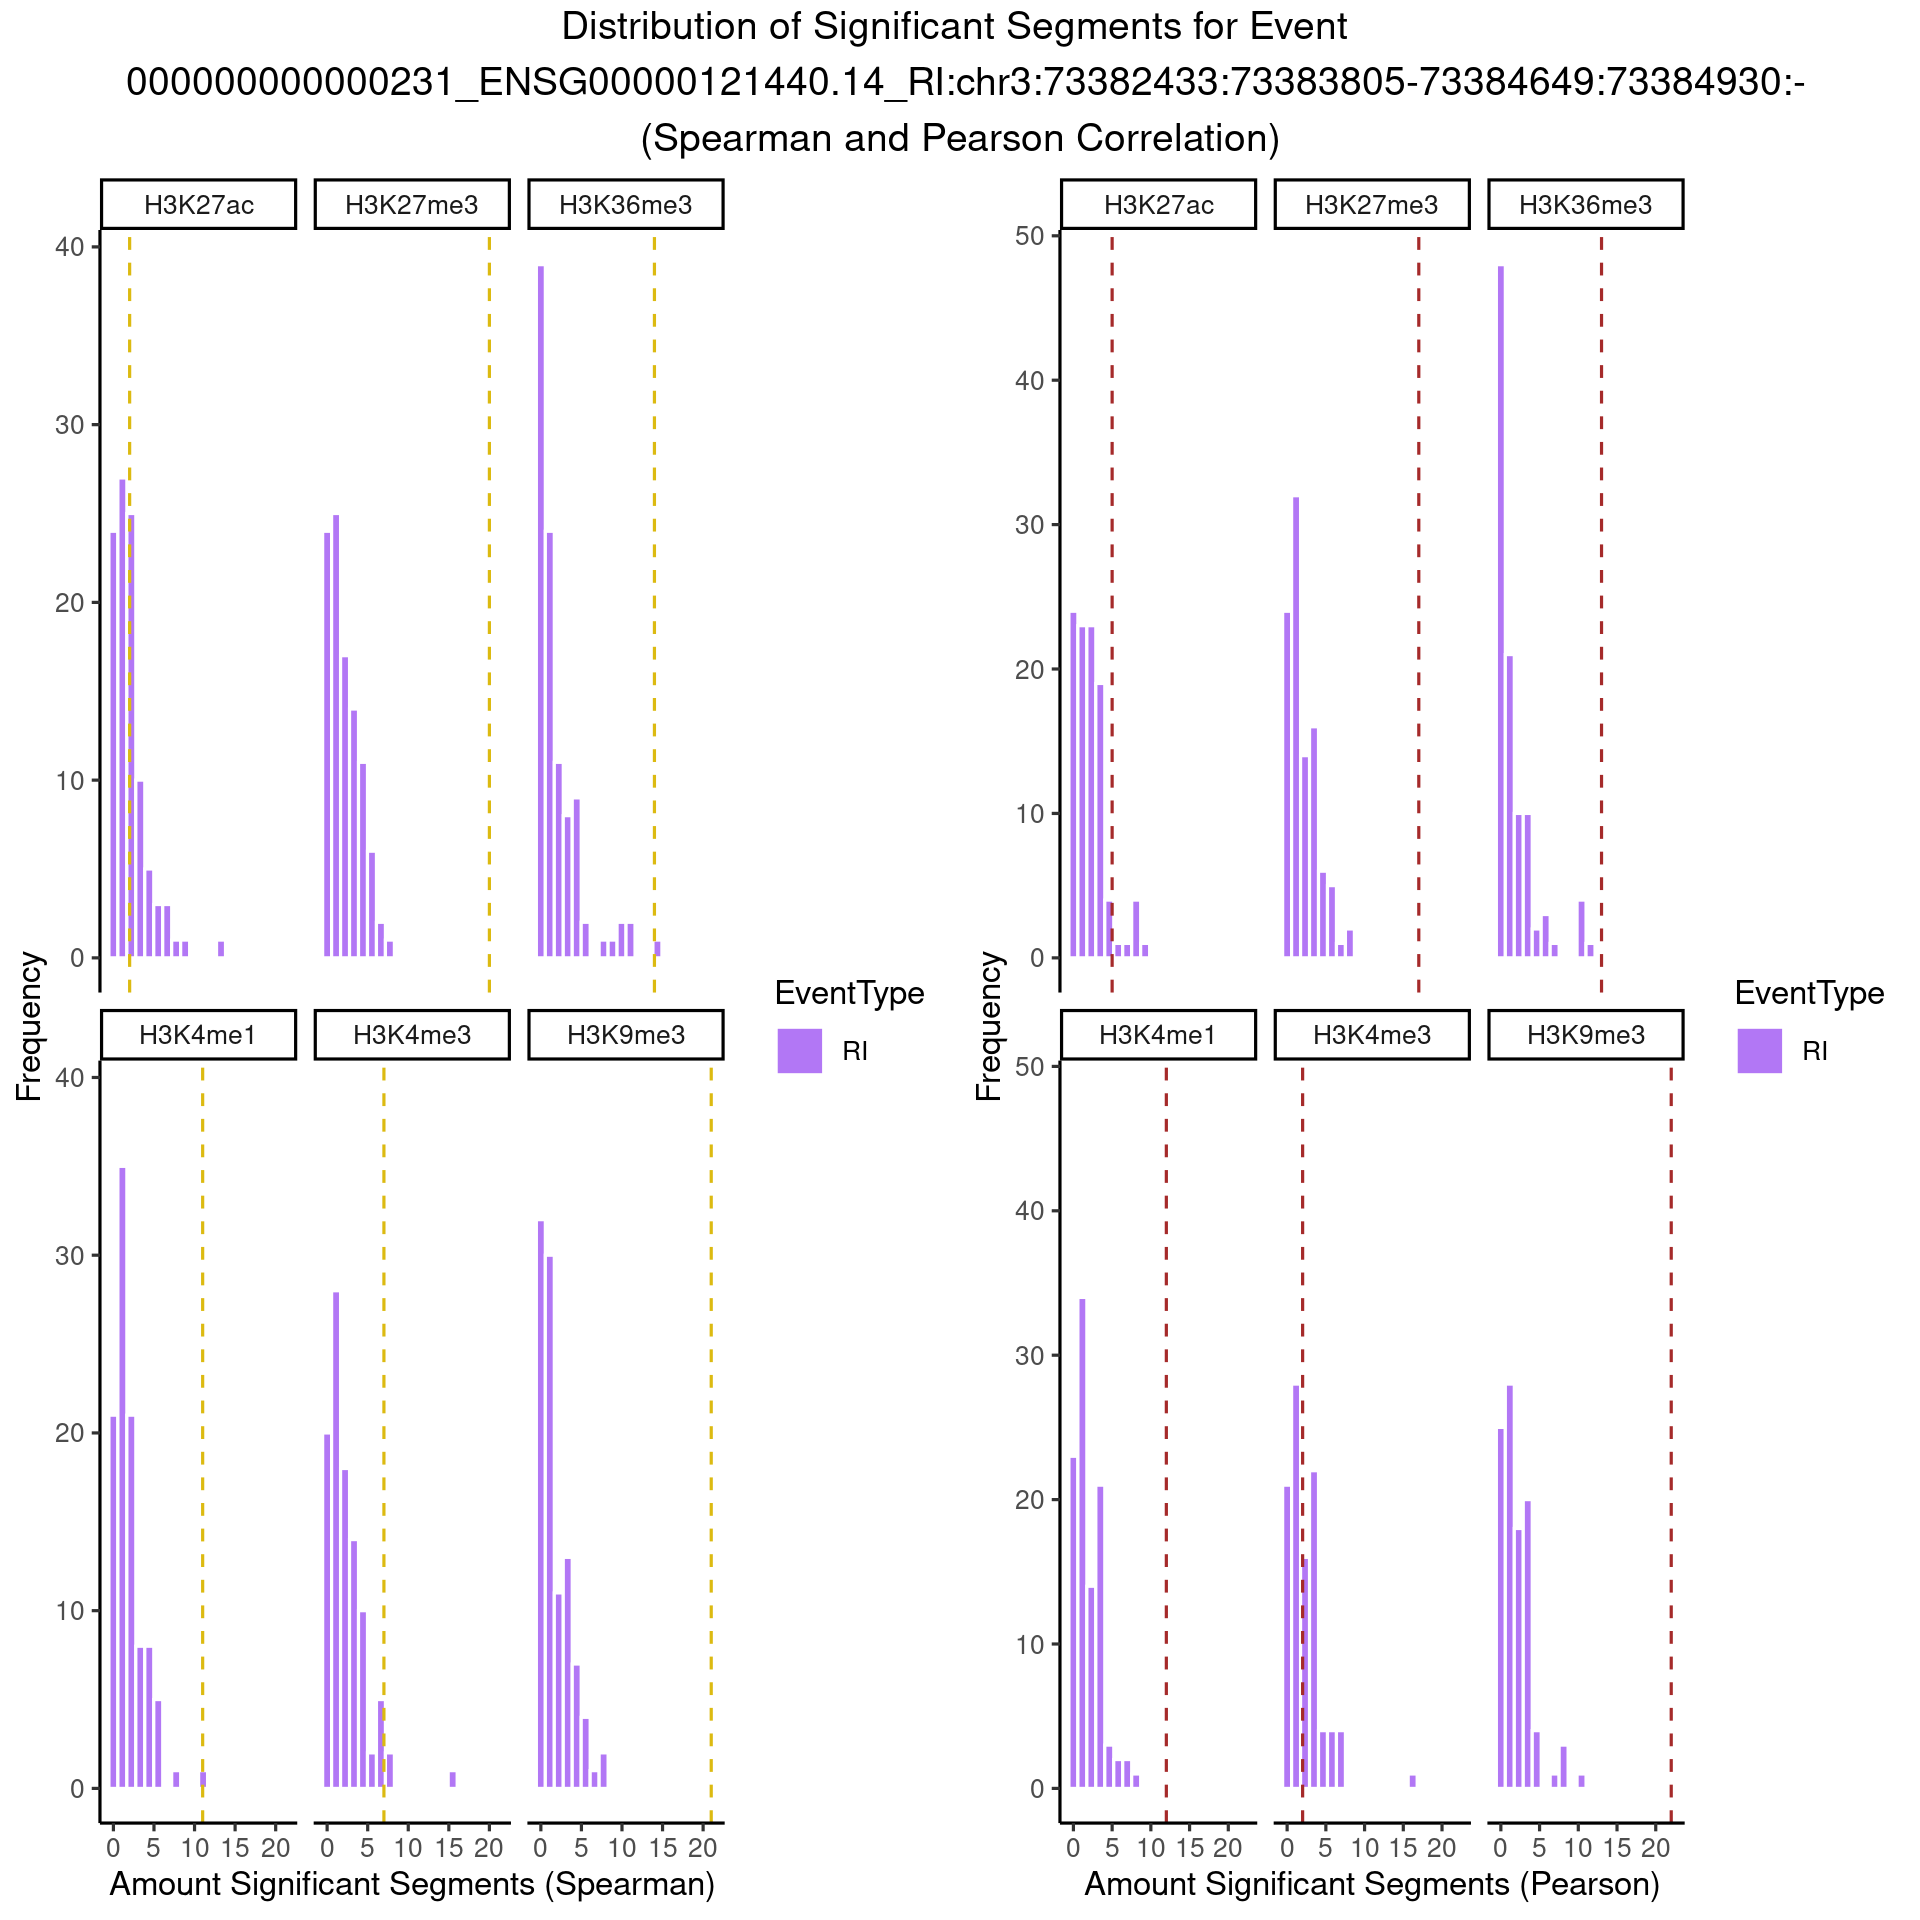 Distribution of Significant Segments for Event
000000000000231_ENSG00000121440.14_RI:chr3:73382433:73383805-73384649:73384930:-
(Spearman and Pearson Correlation)
H3K27ac H3K27me3 H3K36me3
40
30
20
10
0
H3K4me1 H3K4me3 H3K9me3
40
30
20
10
0
0 5 10 15 20 0 5 10 15 20 0 5 10 15 20
Amount Significant Segments (Spearman)
Frequency
EventType
RI
H3K27ac H3K27me3 H3K36me3
50
40
30
20
10
0
H3K4me1 H3K4me3 H3K9me3
50
40
30
20
10
0
0 5 10 15 20 0 5 10 15 20 0 5 10 15 20
Amount Significant Segments (Pearson)
Frequency
EventType
RI